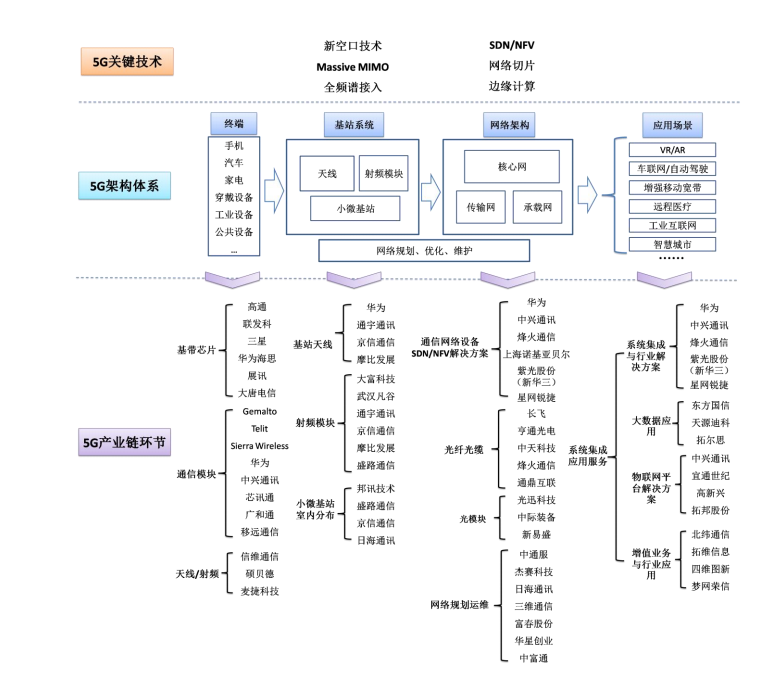 5G关键技术
新空口技术
Massive MIMO
全频谱接入
SDN/NFV
网络切片
边缘计算
5G架构体系
终端
手机
汽车
家电
穿戴设备
工业设备
公共设备
...
基站系统
天线
射频模块
小微基站
网络架构
核心网
传输网
承载网
网络规划、优化、维护
应用场景
VR/AR
车联网/自动驾驶
增强移动宽带
远程医疗
工业互联网
智慧城市
······
5G产业链环节
基带芯片
高通
联发科
三星
华为海思
展讯
大唐电信
通信模块
Gemalto
Telit
Sierra Wireless
华为
中兴通讯
芯讯通
广和通
移远通信
天线/射频
信维通信
硕贝德
麦捷科技
基站天线
华为
通宇通讯
京信通信
摩比发展
射频模块
大富科技
武汉凡谷
通宇通讯
京信通信
摩比发展
盛路通信
小微基站
室内分布
邦讯技术
盛路通信
京信通信
日海通讯
通信网络设备
SDN/NFV解决方案
华为
中兴通讯
烽火通信
上海诺基亚贝尔
紫光股份
（新华三）
星网锐捷
光纤光缆
长飞
亨通光电
中天科技
烽火通信
通鼎互联
光模块
光迅科技
中际装备
新易盛
网络规划运维
中通服
杰赛科技
日海通讯
三维通信
富春股份
华星创业
中富通
系统集成
应用服务
系统集成
与行业解
决方案
华为
中兴通讯
烽火通信
紫光股份
（新华三）
星网锐捷
大数据应
用
东方国信
天源迪科
拓尔思
物联网平
台解决方
案
中兴通讯
宜通世纪
高新兴
拓邦股份
增值业务
与行业应
用
北纬通信
拓维信息
四维图新
梦网荣信